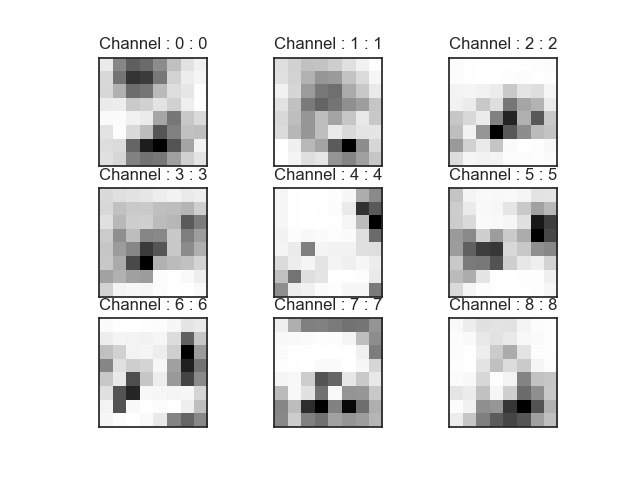 Channel : 0 : 0
Channel : 1 : 1
Channel : 2 : 2
Channel : 3 : 3
Channel : 4 : 4
Channel : 5 : 5
Channel : 6 : 6
Channel : 7 : 7
Channel : 8 : 8